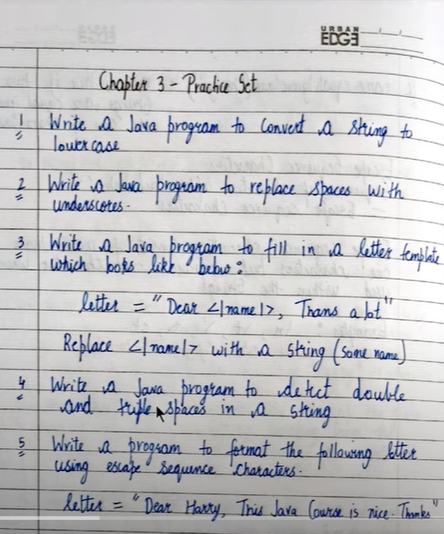 URBAN
EDGE
Chapter 3 - Practice Set
1 Write a Java program to Convert a string to
lowercase
2 Write a Java program to replace spaces with
underscores.
3 Write a Java program to fill in a letter template
which looks like below:
letter = "Dear <|name|>, Thans a lot"
Replace <|name|> with a string (some name)
4 Write a Java program to detect double
and triple spaces in a string
5 Write a program to format the following letter
using escape sequence characters.
letter = "Dear Harry, This Java Course is nice. Thanks"